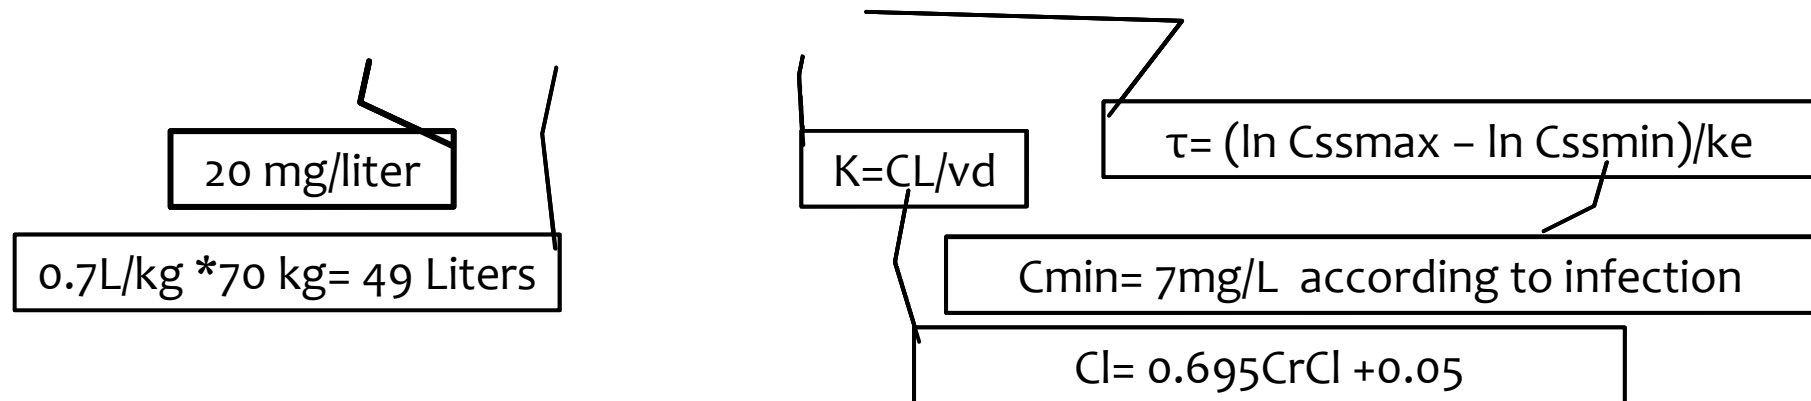 20 mg/liter
K=CL/vd
τ= (ln Cssmax – ln Cssmin)/ke
0.7L/kg *70 kg= 49 Liters
Cmin= 7mg/L according to infection
Cl= 0.695CrCl +0.05